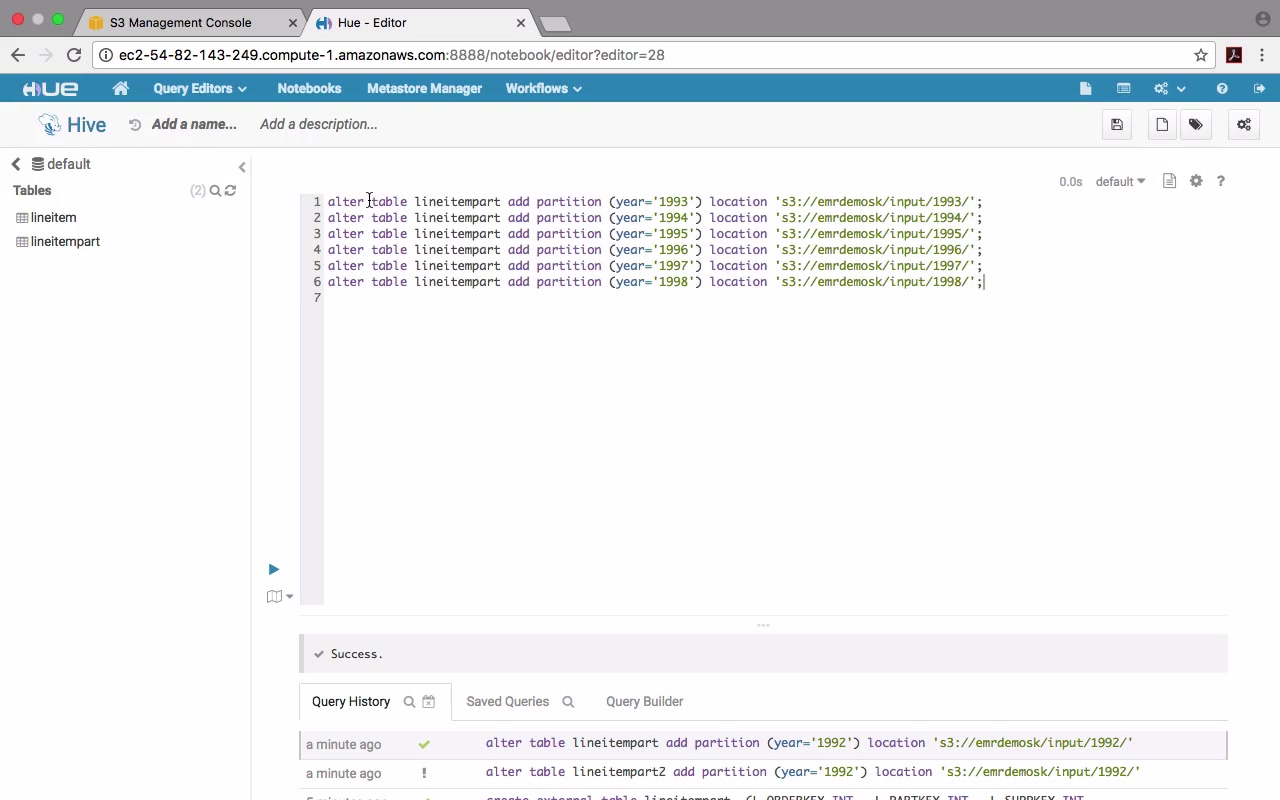 S3 Management Console
Hue - Editor
ec2-54-82-143-249.compute-1.amazonaws.com:8888/notebook/editor?editor=28
HUE Query Editors Notebooks Metastore Manager Workflows
Hive Add a name... Add a description...
default
Tables (2)
lineitem
lineitempart
0.0s default ?
1 alter table lineitempart add partition (year='1993') location 's3://emrdemosk/input/1993/';
2 alter table lineitempart add partition (year='1994') location 's3://emrdemosk/input/1994/';
3 alter table lineitempart add partition (year='1995') location 's3://emrdemosk/input/1995/';
4 alter table lineitempart add partition (year='1996') location 's3://emrdemosk/input/1996/';
5 alter table lineitempart add partition (year='1997') location 's3://emrdemosk/input/1997/';
6 alter table lineitempart add partition (year='1998') location 's3://emrdemosk/input/1998/';
7
Success.
Query History Saved Queries Query Builder
a minute ago alter table lineitempart add partition (year='1992') location 's3://emrdemosk/input/1992/'
a minute ago ! alter table lineitempart2 add partition (year='1992') location 's3://emrdemosk/input/1992/'